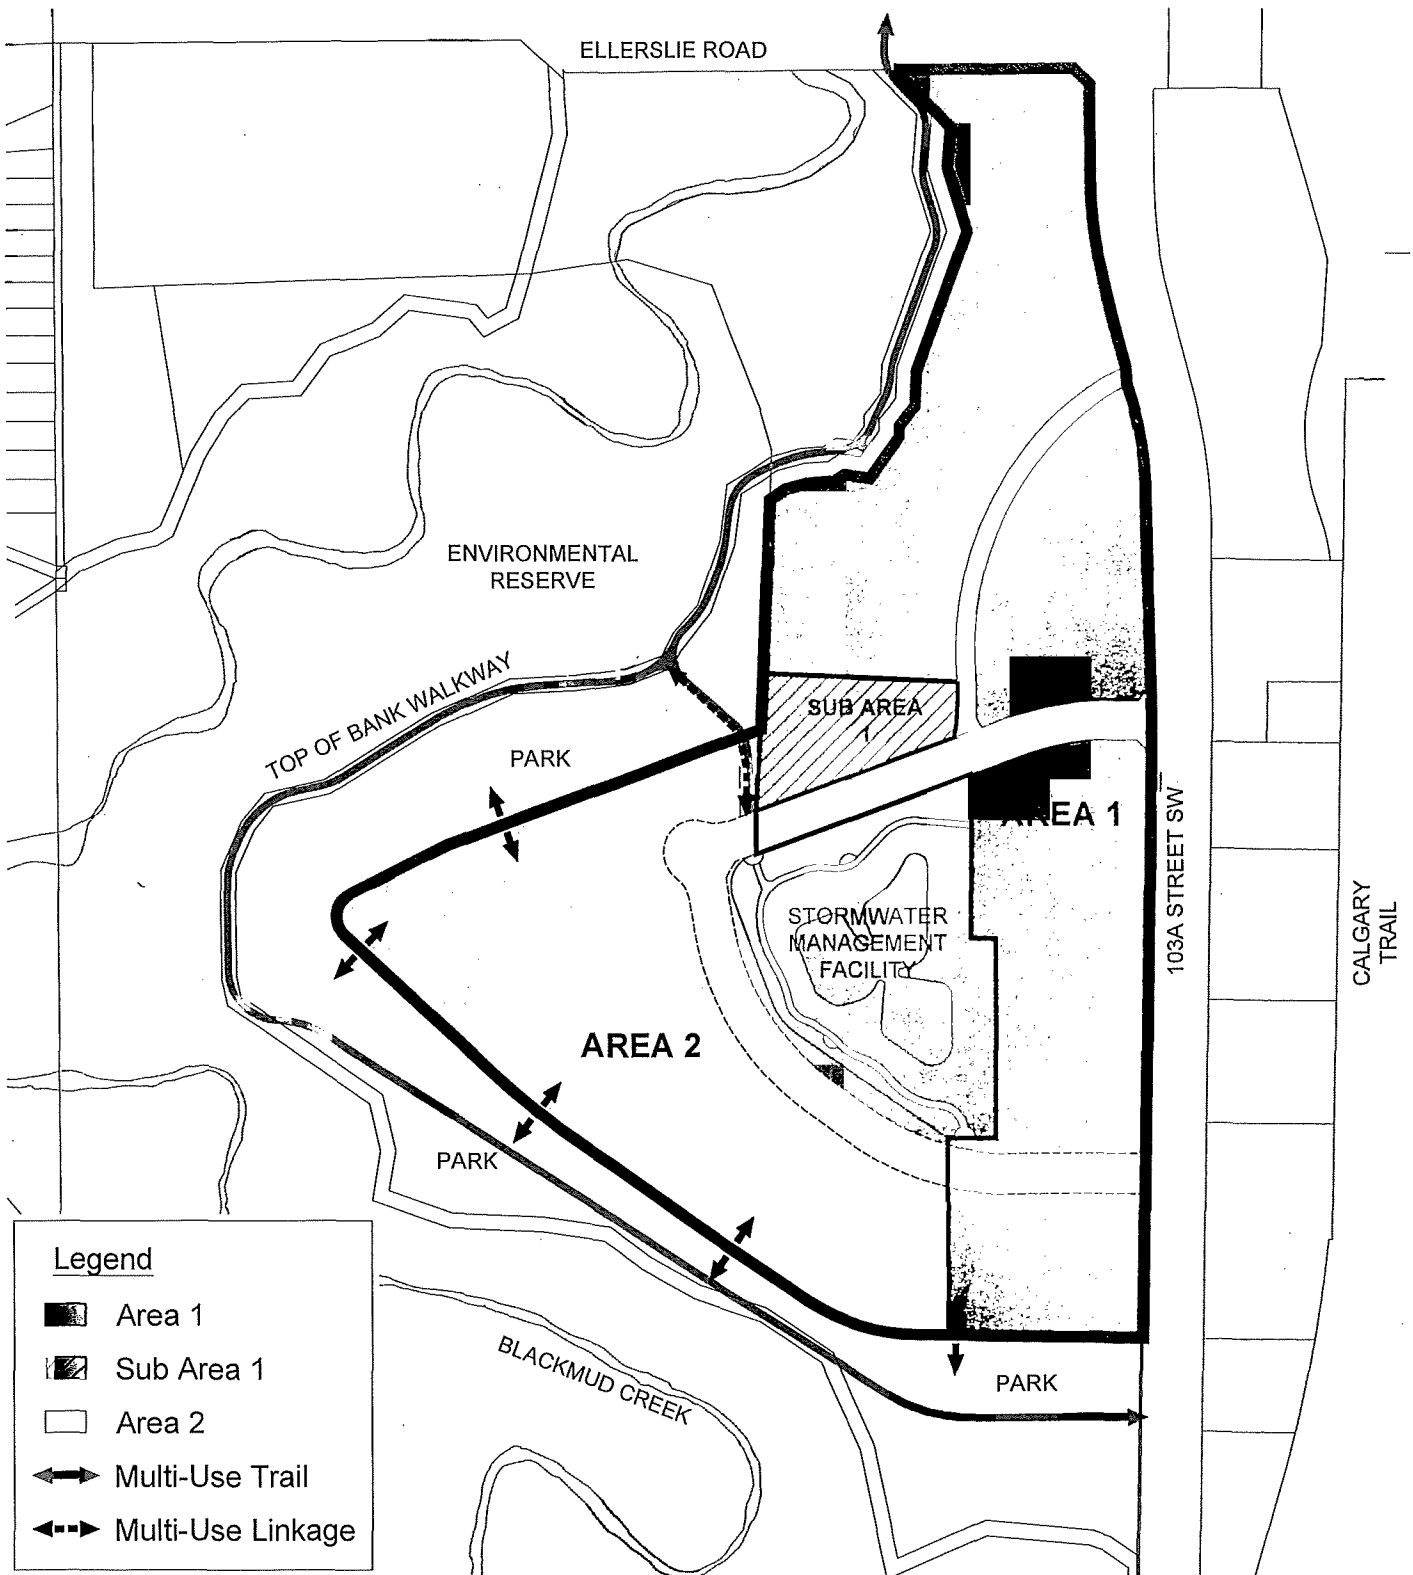 ELLERSLIE ROAD
ENVIRONMENTAL
RESERVE
TOP OF BANK WALKWAY
PARK
SUB AREA
1
AREA 1
103A STREET SW
CALGARY
TRAIL
STORMWATER
MANAGEMENT
FACILITY
AREA 2
PARK
BLACKMUD CREEK
PARK
Legend
Area 1
Sub Area 1
Area 2
Multi-Use Trail
Multi-Use Linkage